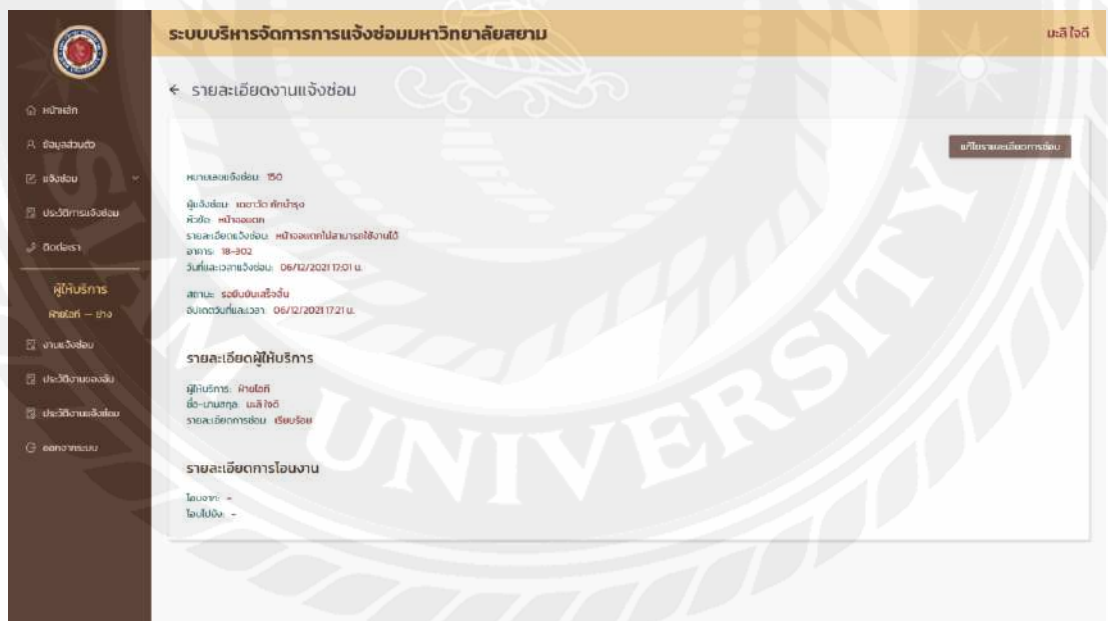 ระบบบริหารจัดการการแจ้งซ่อมมหาวิทยาลัยสยาม
มะลิ ใจดี
หน้าหลัก
ข้อมูลส่วนตัว
แจ้งซ่อม
ประวัติการแจ้งซ่อม
ติดต่อเรา
ผู้ให้บริการ
ฝ่ายไอที – ช่าง
งานแจ้งซ่อม
ประวัติงานของฉัน
ประวัติงานแจ้งซ่อม
ออกจากระบบ
← รายละเอียดงานแจ้งซ่อม
แก้ไขรายละเอียดการซ่อม
หมายเลขแจ้งซ่อม: 150
ผู้แจ้งซ่อม: เดชาวัต ศักบำรุง
หัวข้อ: หน้าจอแตก
รายละเอียดแจ้งซ่อม: หน้าจอแตกไม่สามารถใช้งานได้
อาคาร: 18-302
วันที่และเวลาแจ้งซ่อม: 06/12/2021 17:01 น.
สถานะ: รอยืนยันเสร็จสิ้น
อัปเดตวันที่และเวลา: 06/12/2021 17:21 น.
รายละเอียดผู้ให้บริการ
ผู้ให้บริการ: ฝ่ายไอที
ชื่อ-นามสกุล: มะลิ ใจดี
รายละเอียดการซ่อม: เรียบร้อย
รายละเอียดการโอนงาน
โอนจาก: -
โอนไปยัง: -
UNIVERSITY